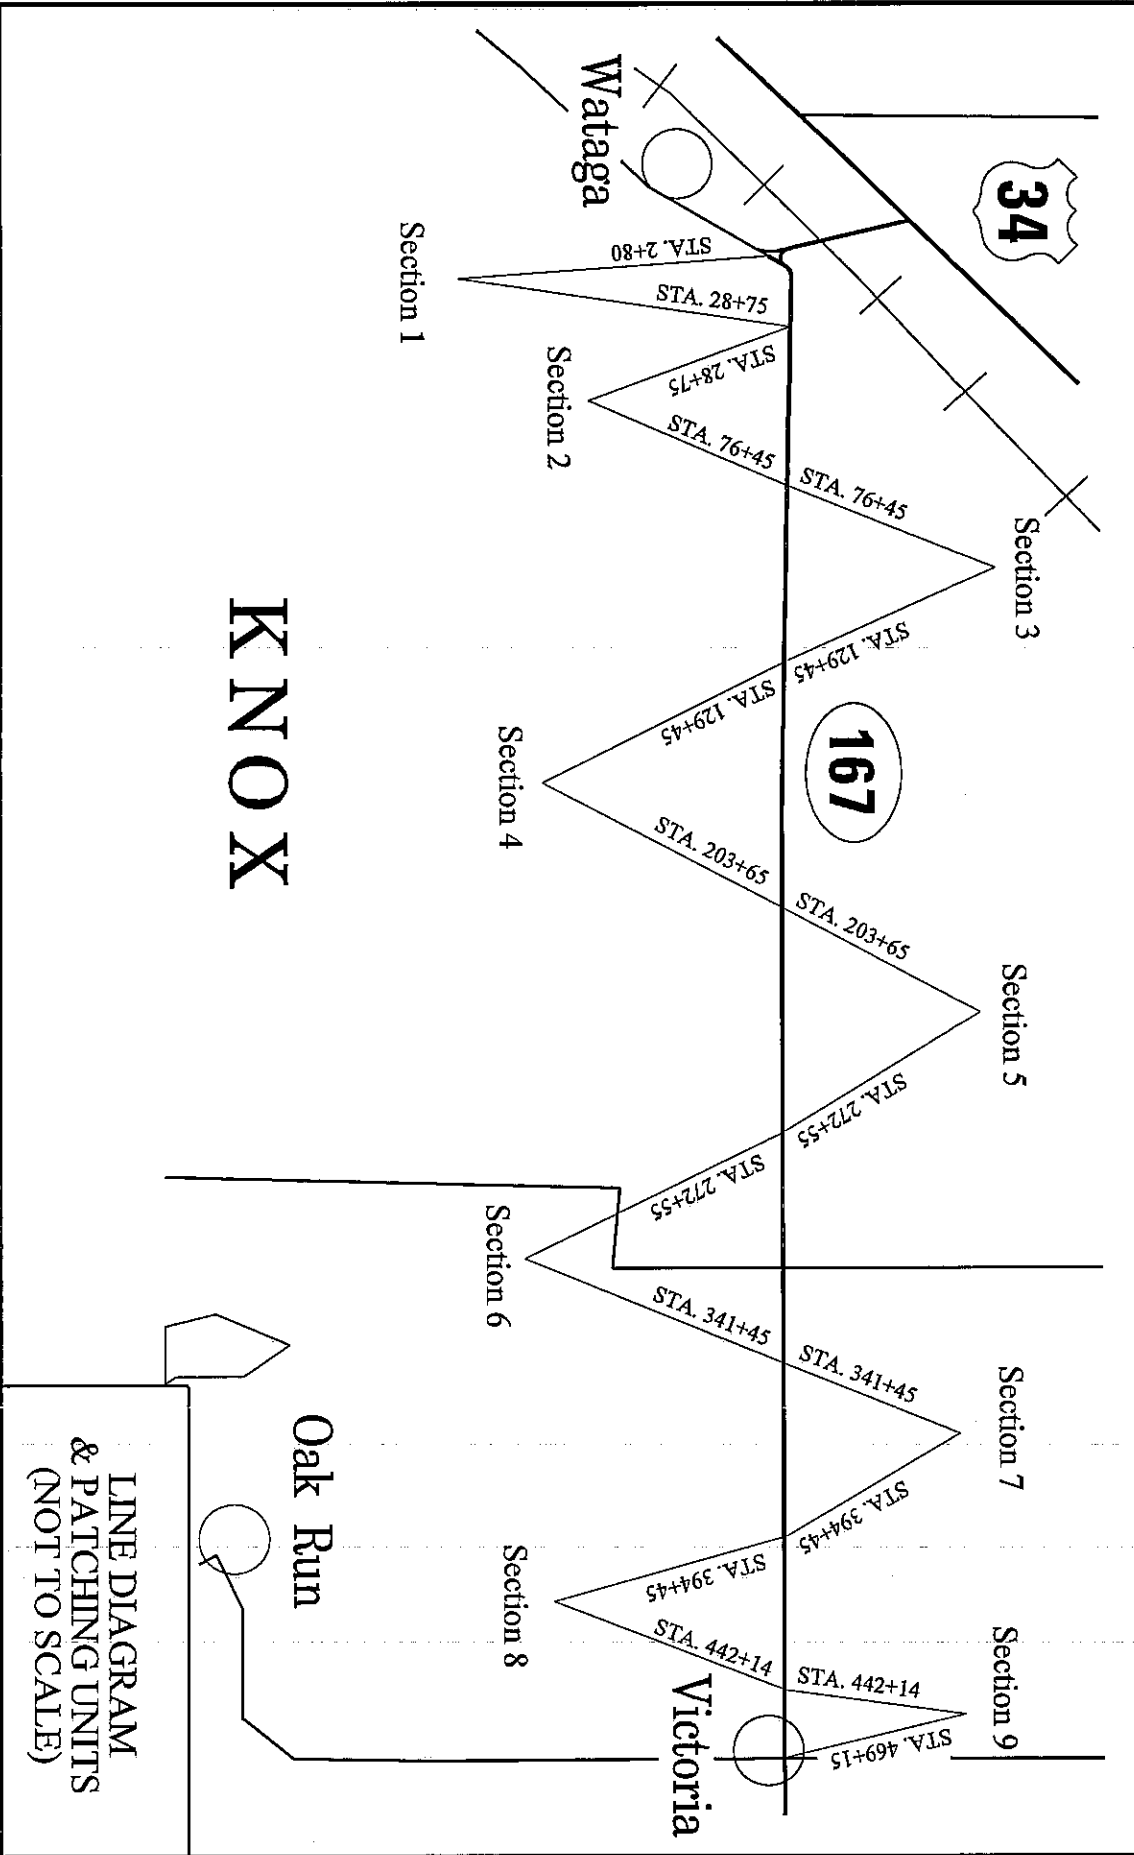 34
Wataga
Section 1
STA. 2+80
STA. 28+75
Section 2
STA. 28+75
STA. 76+45
STA. 76+45
Section 3
STA. 129+45
STA. 129+45
167
Section 4
KNOX
STA. 203+65
STA. 203+65
Section 5
STA. 272+55
STA. 272+55
Section 6
STA. 341+45
STA. 341+45
Section 7
STA. 394+45
STA. 394+45
Section 8
STA. 442+14
STA. 442+14
Section 9
STA. 469+15
Victoria
Oak Run
LINE DIAGRAM
& PATCHING UNITS
(NOT TO SCALE)